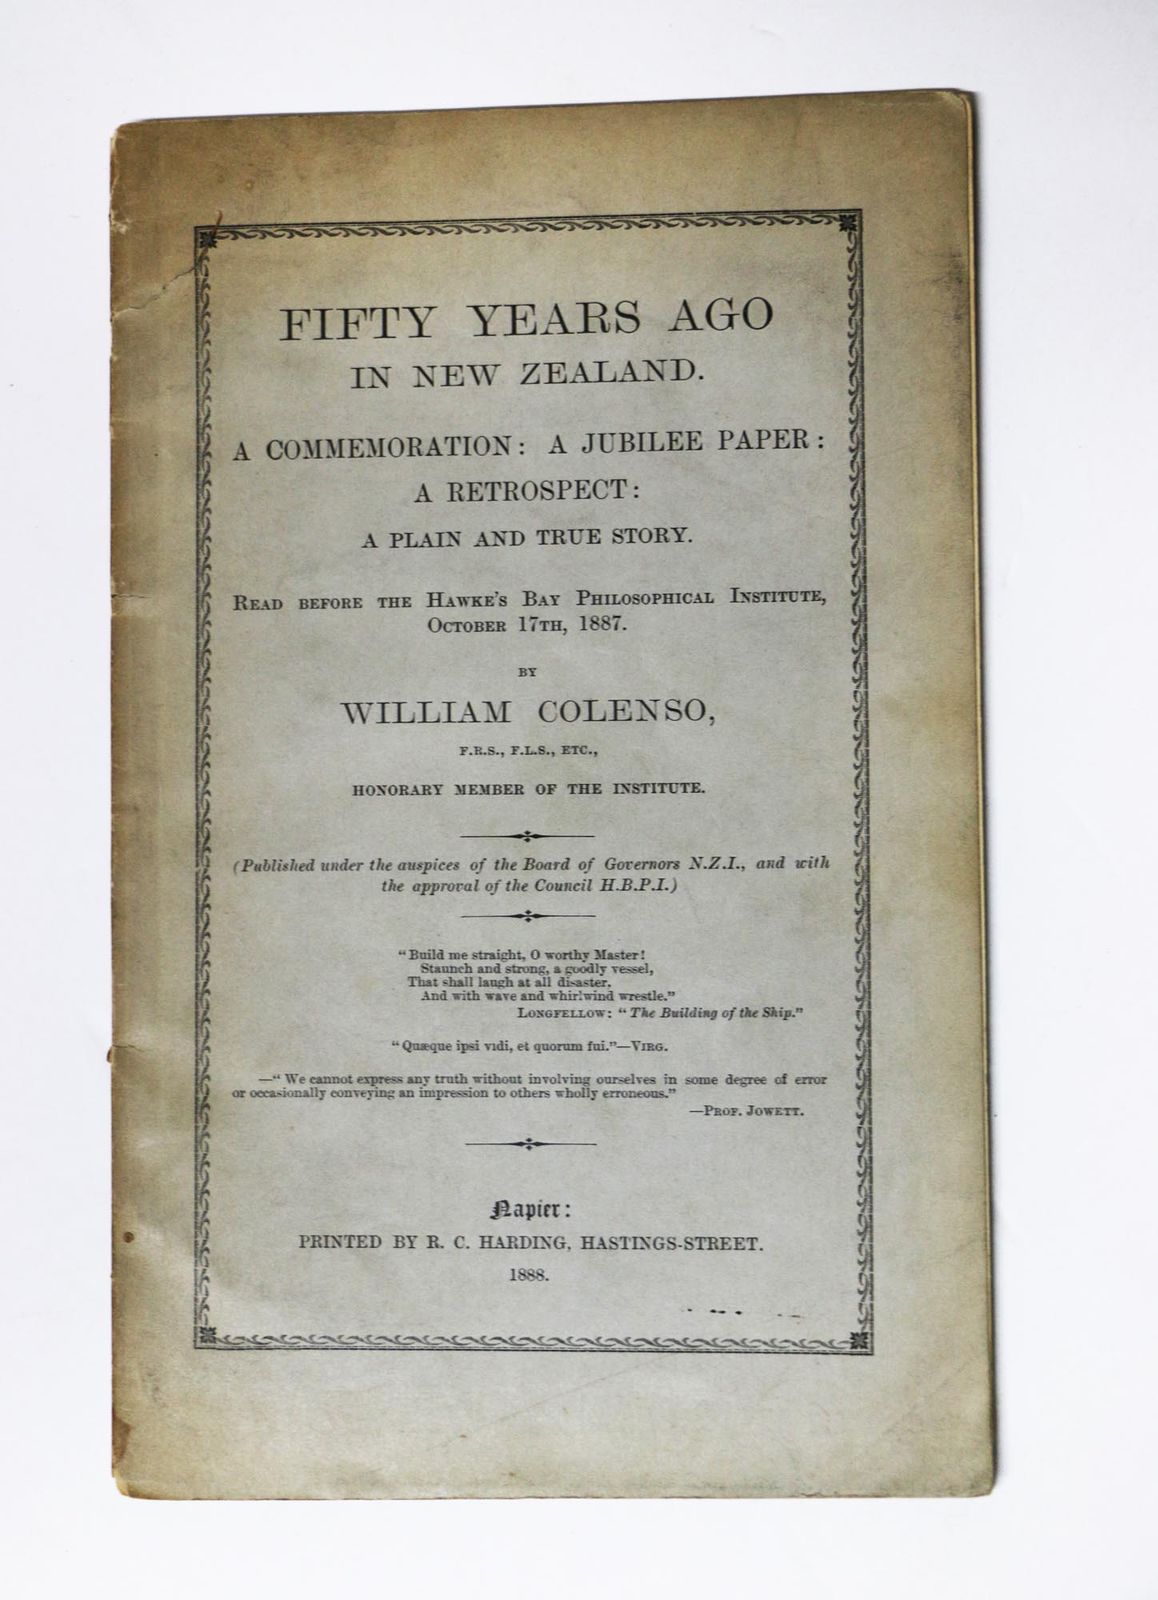 FIFTY YEARS AGO
IN NEW ZEALAND.
A COMMEMORATION: A JUBILEE PAPER:
A RETROSPECT:
A PLAIN AND TRUE STORY.
READ BEFORE THE HAWKE'S BAY PHILOSOPHICAL INSTITUTE,
OCTOBER 17TH, 1887.
BY
WILLIAM COLENSO,
F.R.S., F.L.S., ETC.,
HONORARY MEMBER OF THE INSTITUTE.
(Published under the auspices of the Board of Governors N.Z.I., and with
the approval of the Council H.B.P.I.)
"Build me straight, O worthy Master!
Staunch and strong, a goodly vessel,
That shall laugh at all disaster,
And with wave and whirlwind wrestle."
LONGFELLOW: "The Building of the Ship."
"Quæque ipsi vidi, et quorum fui."—VIRG.
—"We cannot express any truth without involving ourselves in some degree of error
or occasionally conveying an impression to others wholly erroneous."
—PROF. JOWETT.
Napier:
PRINTED BY R. C. HARDING, HASTINGS-STREET.
1888.